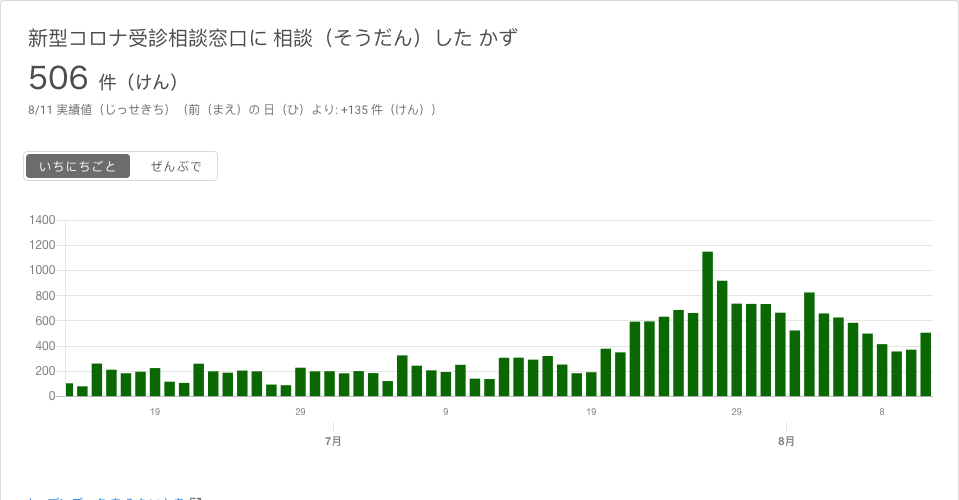 新型コロナ受診相談窓口に 相談（そうだん）した かず
506 件（けん）
8/11 実績値（じっせきち）（前（まえ）の 日（ひ）より: +135 件（けん））
いちにちごと ぜんぶで
1400
1200
1000
800
600
400
200
0
19 29 9 19 29 8
7月 8月